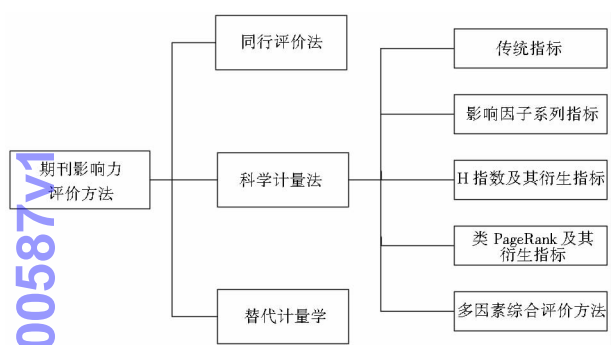 同行评价法
传统指标
影响因子系列指标
期刊影响力
评价方法
科学计量法
H 指数及其衍生指标
类 PageRank 及其
衍生指标
替代计量学
多因素综合评价方法
00587v1